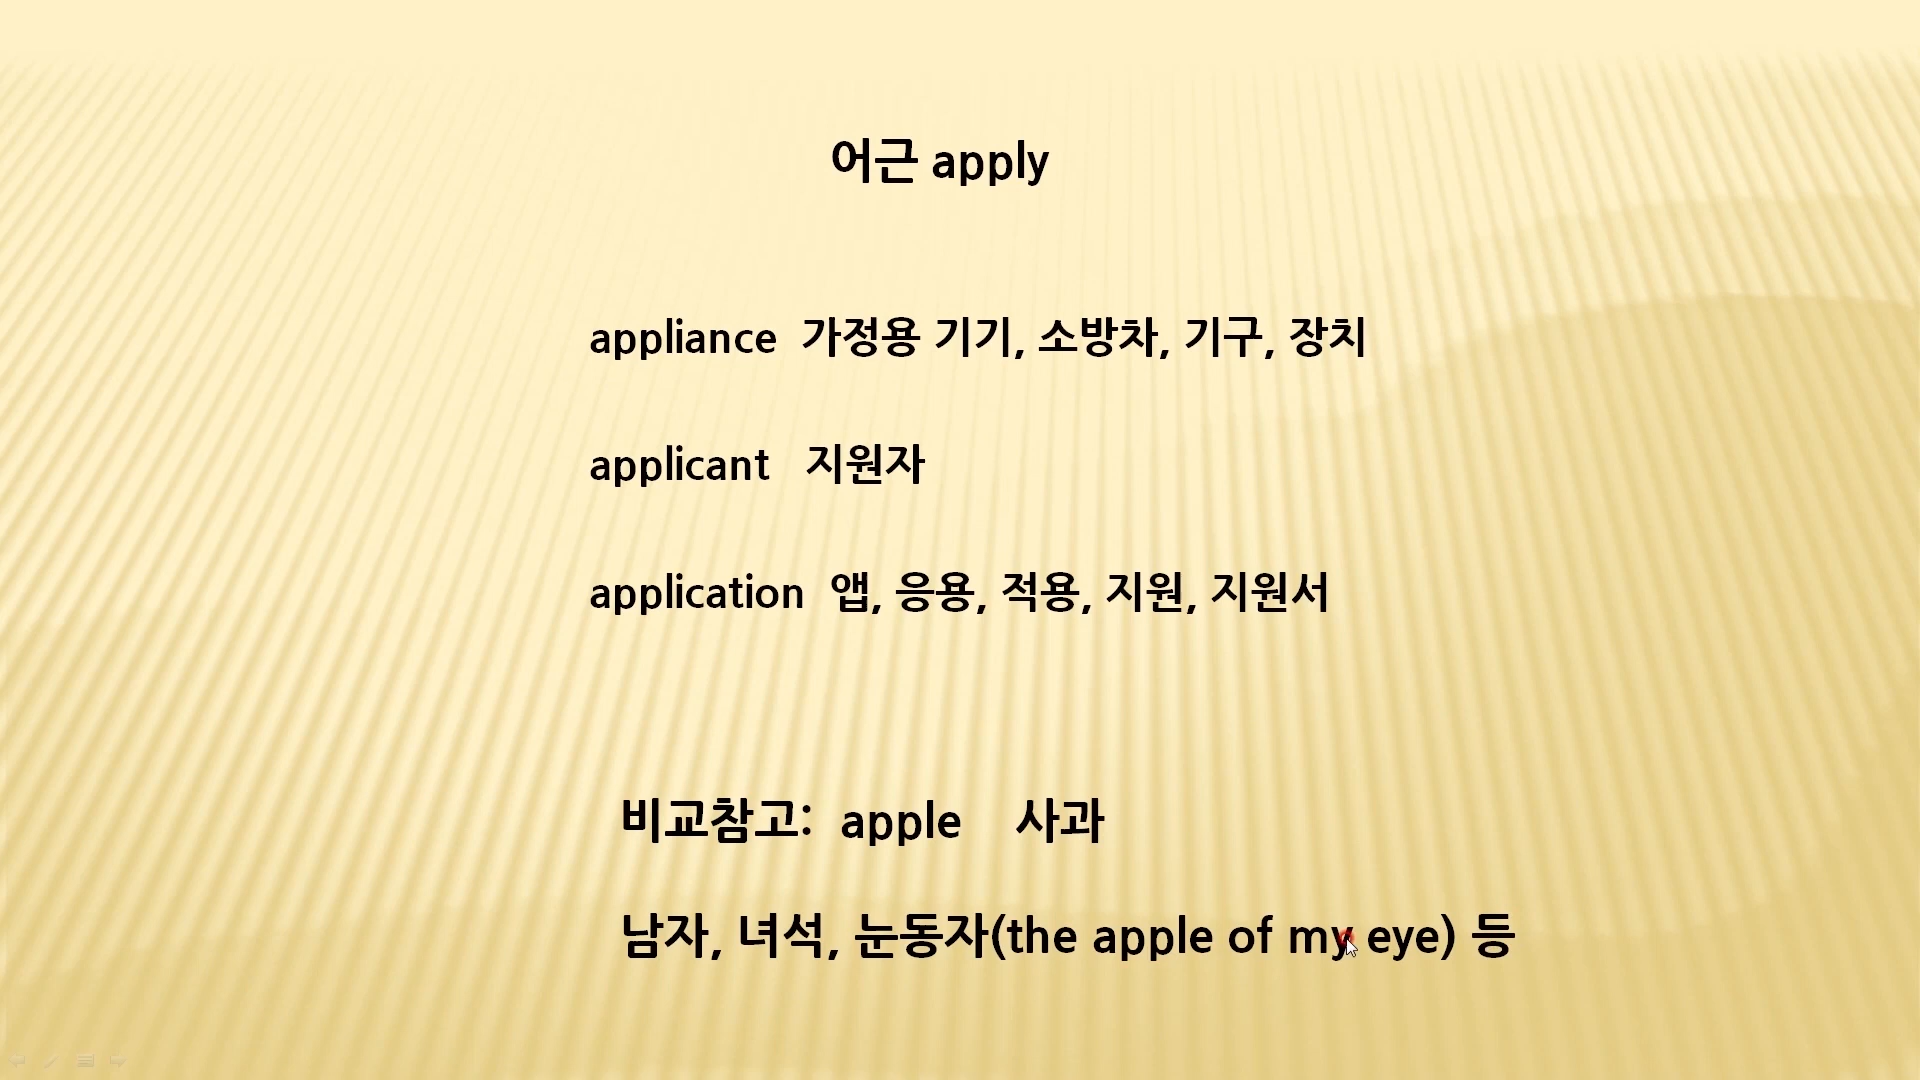 어근 apply
appliance 가정용 기기, 소방차, 기구, 장치
applicant 지원자
application 앱, 응용, 적용, 지원, 지원서
비교참고: apple 사과
남자, 녀석, 눈동자(the apple of my eye) 등